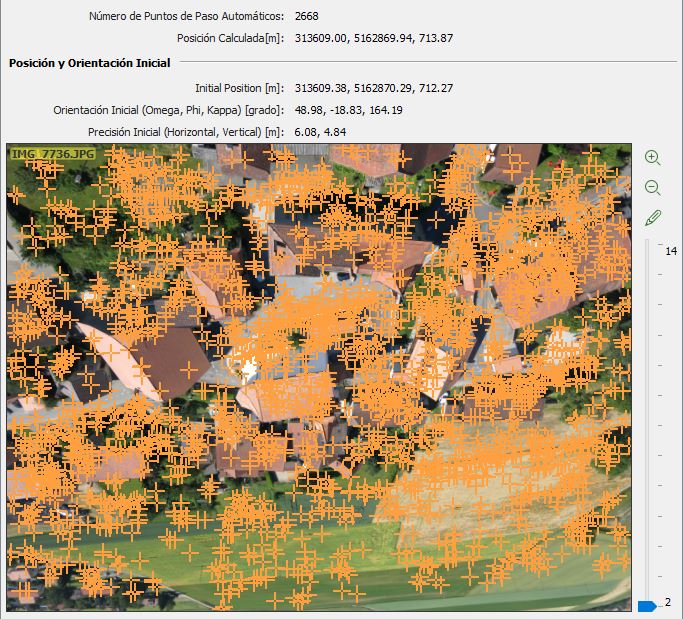 Número de Puntos de Paso Automáticos: 2668
Posición Calculada[m]: 313609.00, 5162869.94, 713.87
Posición y Orientación Inicial
Initial Position [m]: 313609.38, 5162870.29, 712.27
Orientación Inicial (Omega, Phi, Kappa) [grado]: 48.98, -18.83, 164.19
Precisión Inicial (Horizontal, Vertical) [m]: 6.08, 4.84
IMG_7736.JPG
14
2